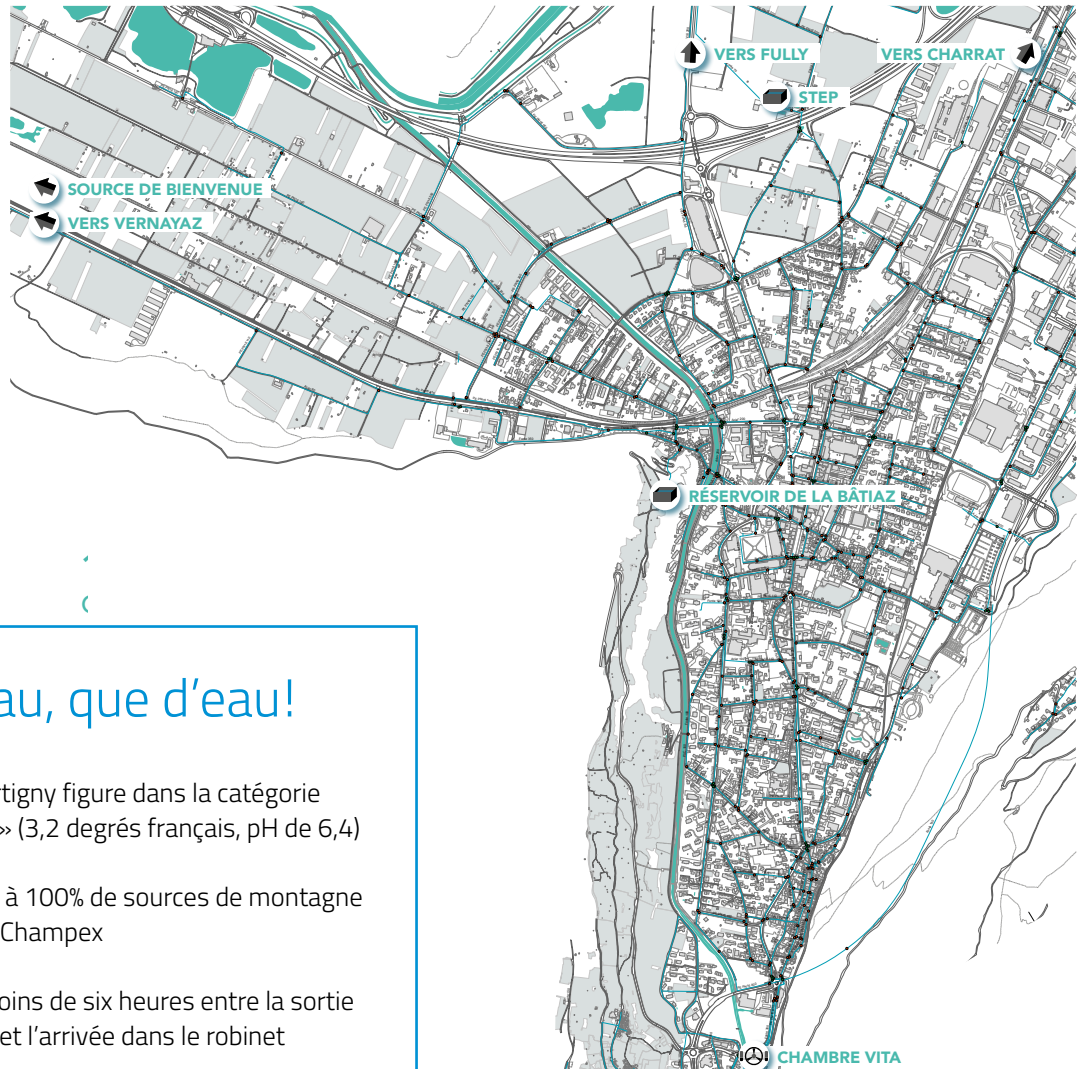 VERS FULLY
VERS CHARRAT
STEP
SOURCE DE BIENVENUE
VERS VERNAYAZ
RÉSERVOIR DE LA BÂTIAZ
au, que d'eau!
tigny figure dans la catégorie
» (3,2 degrés français, pH de 6,4)
à 100% de sources de montagne
Champex
oins de six heures entre la sortie
et l'arrivée dans le robinet
CHAMBRE VITA